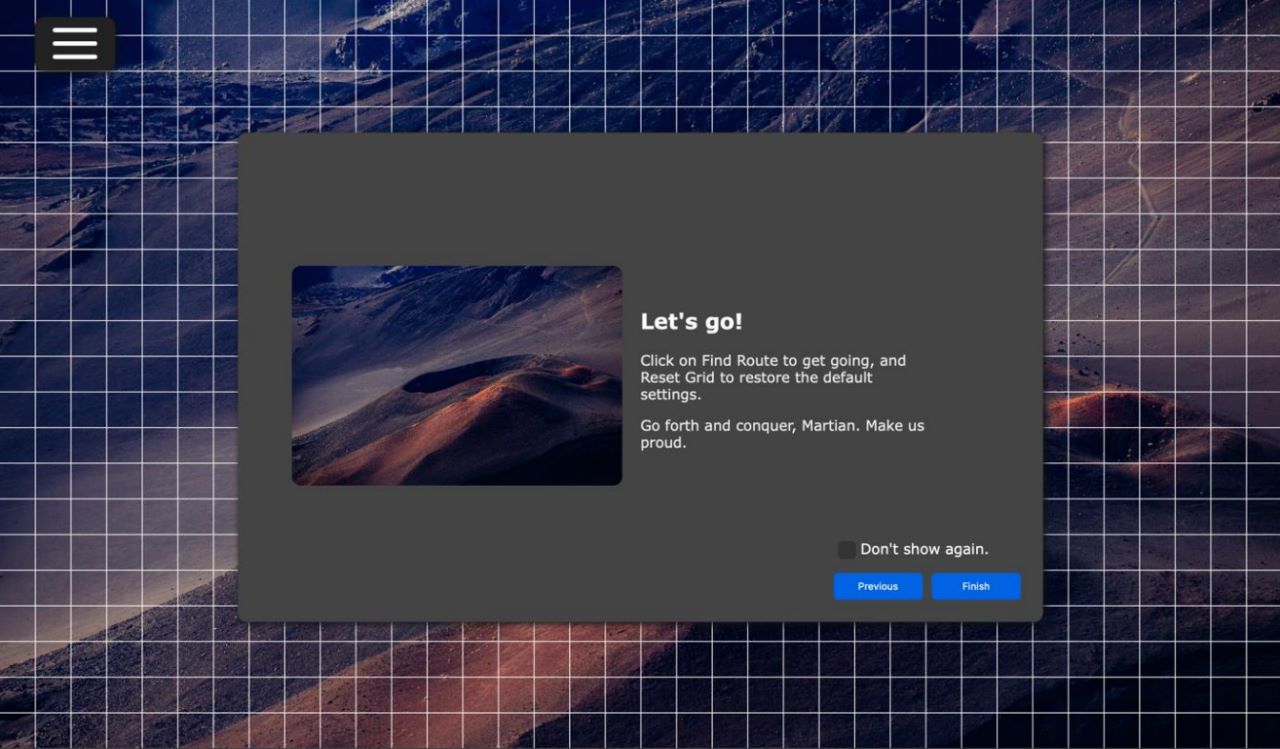 Let's go!
Click on Find Route to get going, and
Reset Grid to restore the default
settings.
Go forth and conquer, Martian. Make us
proud.
Don't show again.
Previous
Finish